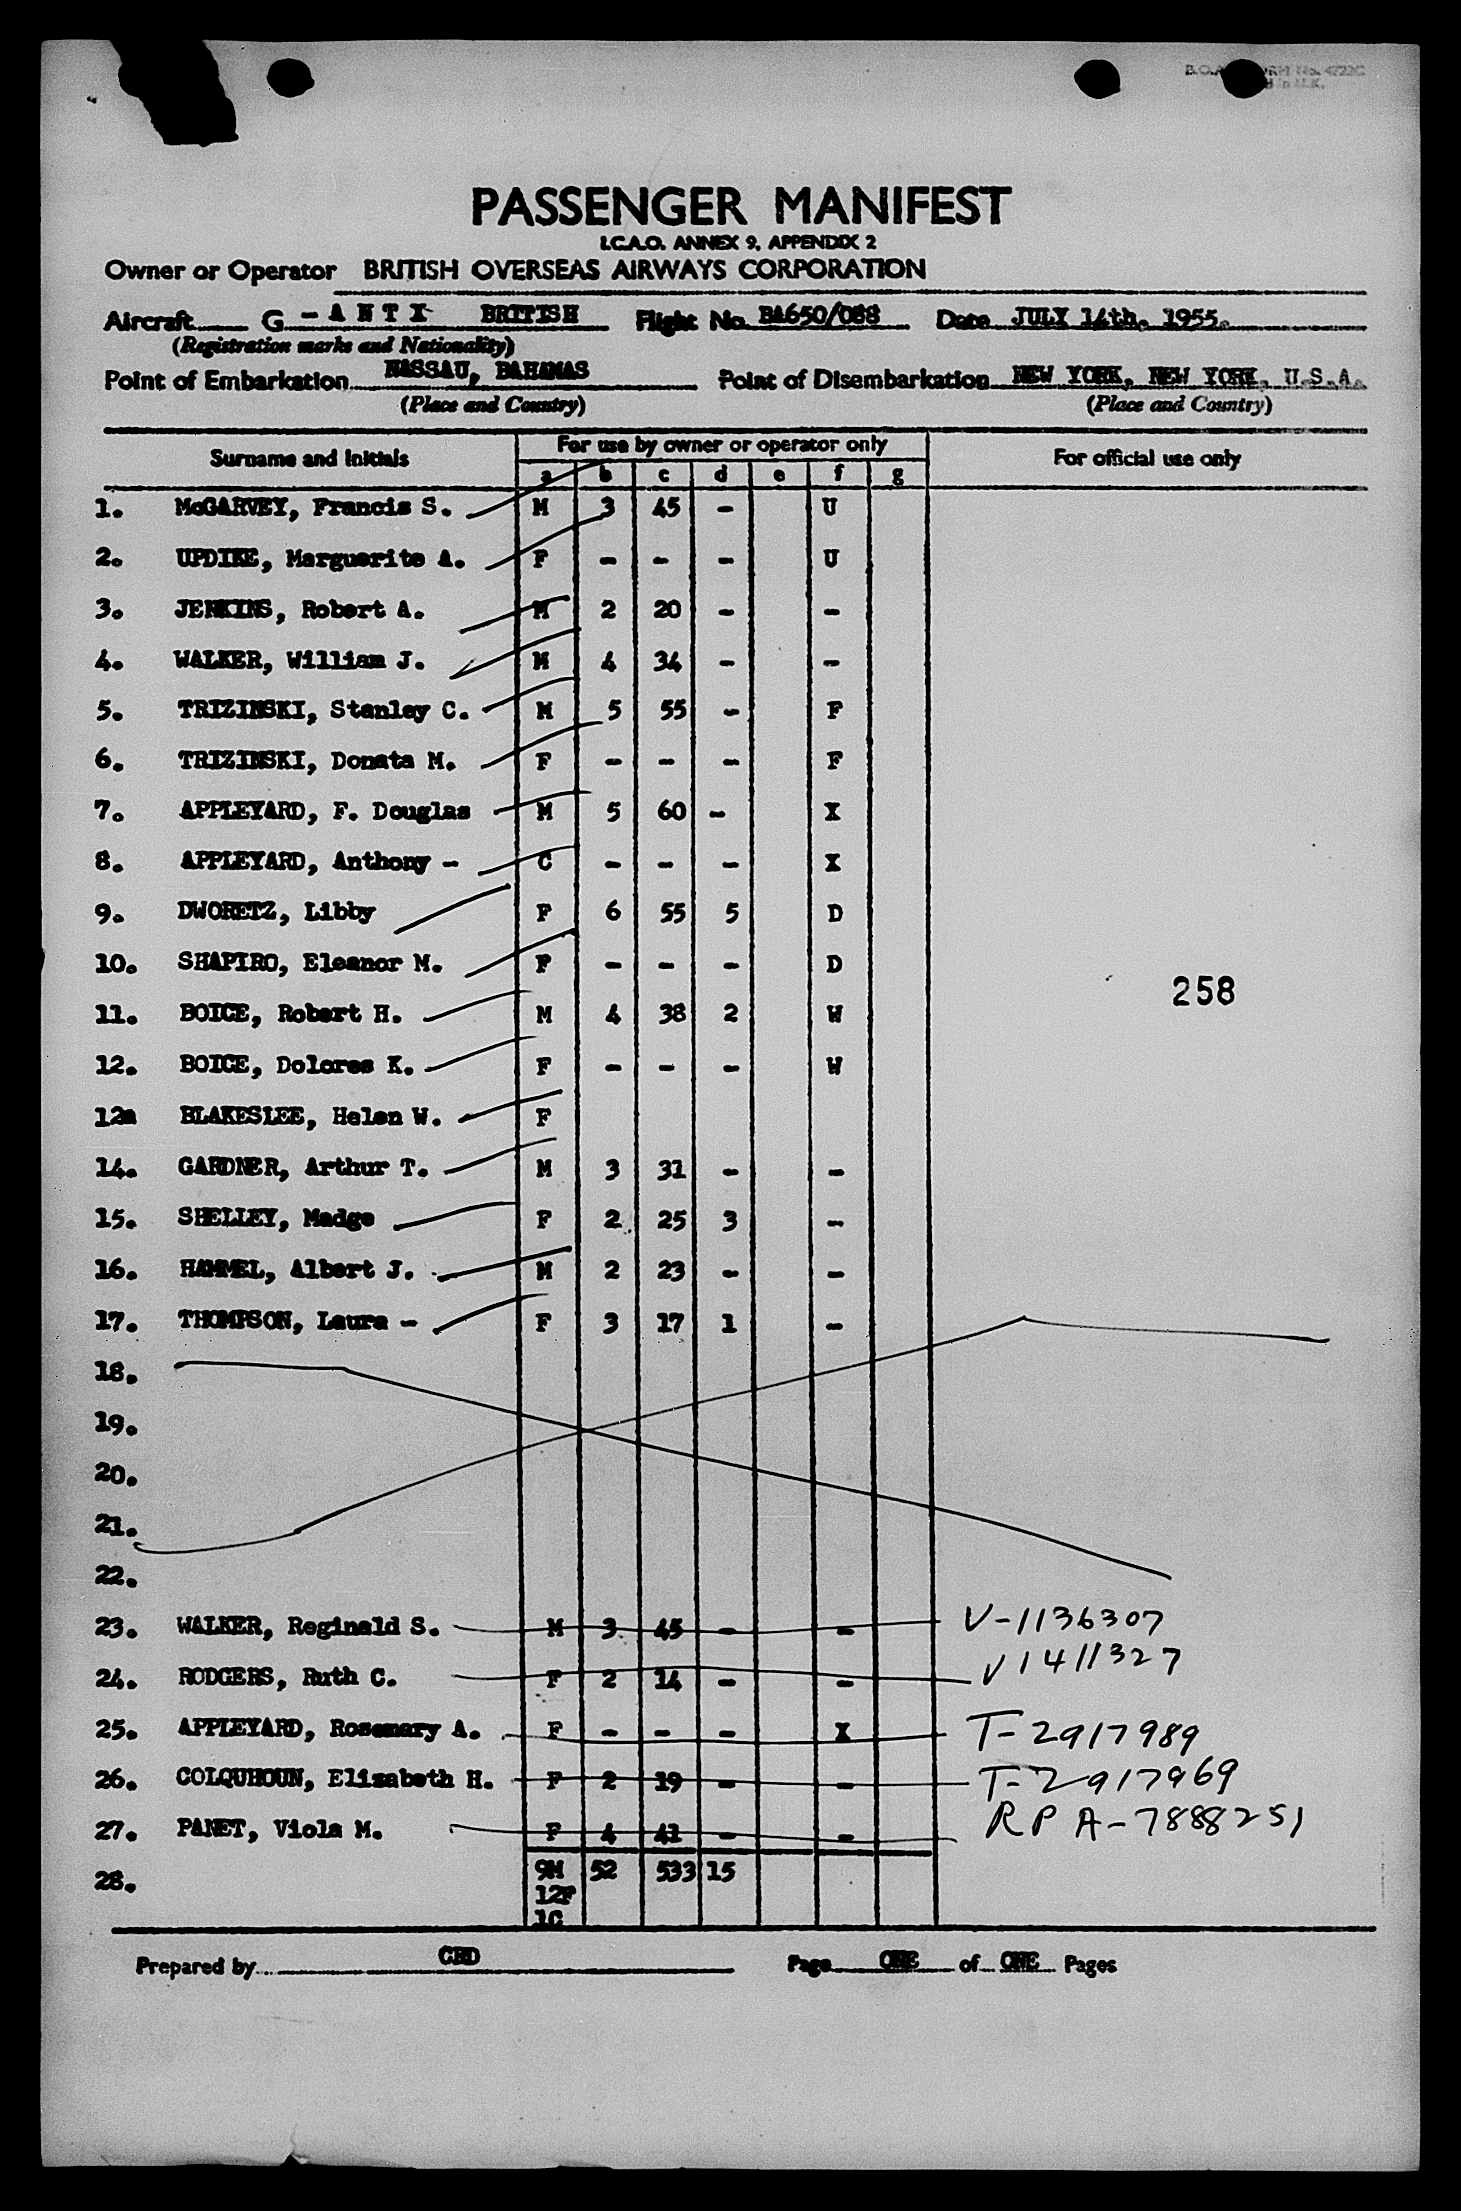 PASSENGER MANIFEST
I.C.A.O. ANNEX 9, APPENDIX 2
Owner or Operator BRITISH OVERSEAS AIRWAYS CORPORATION
Aircraft G - A N T X BRITISH Flight No. BA650/088 Date JULY 14th, 1955.
(Registration marks and Nationality)
Point of Embarkation NASSAU, BAHAMAS Point of Disembarkation NEW YORK, NEW YORK, U.S.A.
(Place and Country) (Place and Country)
Surname and Initials For use by owner or operator only For official use only
a b c d e f g
1. McGARVEY, Francis S. M 3 45 - U
2. UPDIKE, Marguerite A. F - - - U
3. JENKINS, Robert A. M 2 20 - -
4. WALKER, William J. M 4 34 - -
5. TRIZINSKI, Stanley C. M 5 55 - F
6. TRIZINSKI, Donata M. F - - - F
7. APPLEYARD, F. Douglas M 5 60 - X
8. APPLEYARD, Anthony - C - - - X
9. DWORETZ, Libby F 6 55 5 D
10. SHAPIRO, Eleanor M. F - - - D
258
11. BOICE, Robert H. M 4 38 2 W
12. BOICE, Dolores K. F - - - W
12a BLAKESLEE, Helen W. F
14. GARDNER, Arthur T. M 3 31 - -
15. SHELLEY, Madge F 2 25 3 -
16. HAMMEL, Albert J. M 2 23 - -
17. THOMPSON, Laura - F 3 17 1 -
18.
19.
20.
21.
22.
23. WALKER, Reginald S. M 3 45 - - V-1136307
24. RODGERS, Ruth C. F 2 14 - - V1411327
25. APPLEYARD, Rosemary A. F - - - X T-2917989
26. COLQUHOUN, Elizabeth H. F 2 19 - - T-2917969
27. PANET, Viola M. F 4 41 - - RP A-7888251
28. 9M 52 533 15
12F
1C
Prepared by CBD Page ONE of ONE Pages